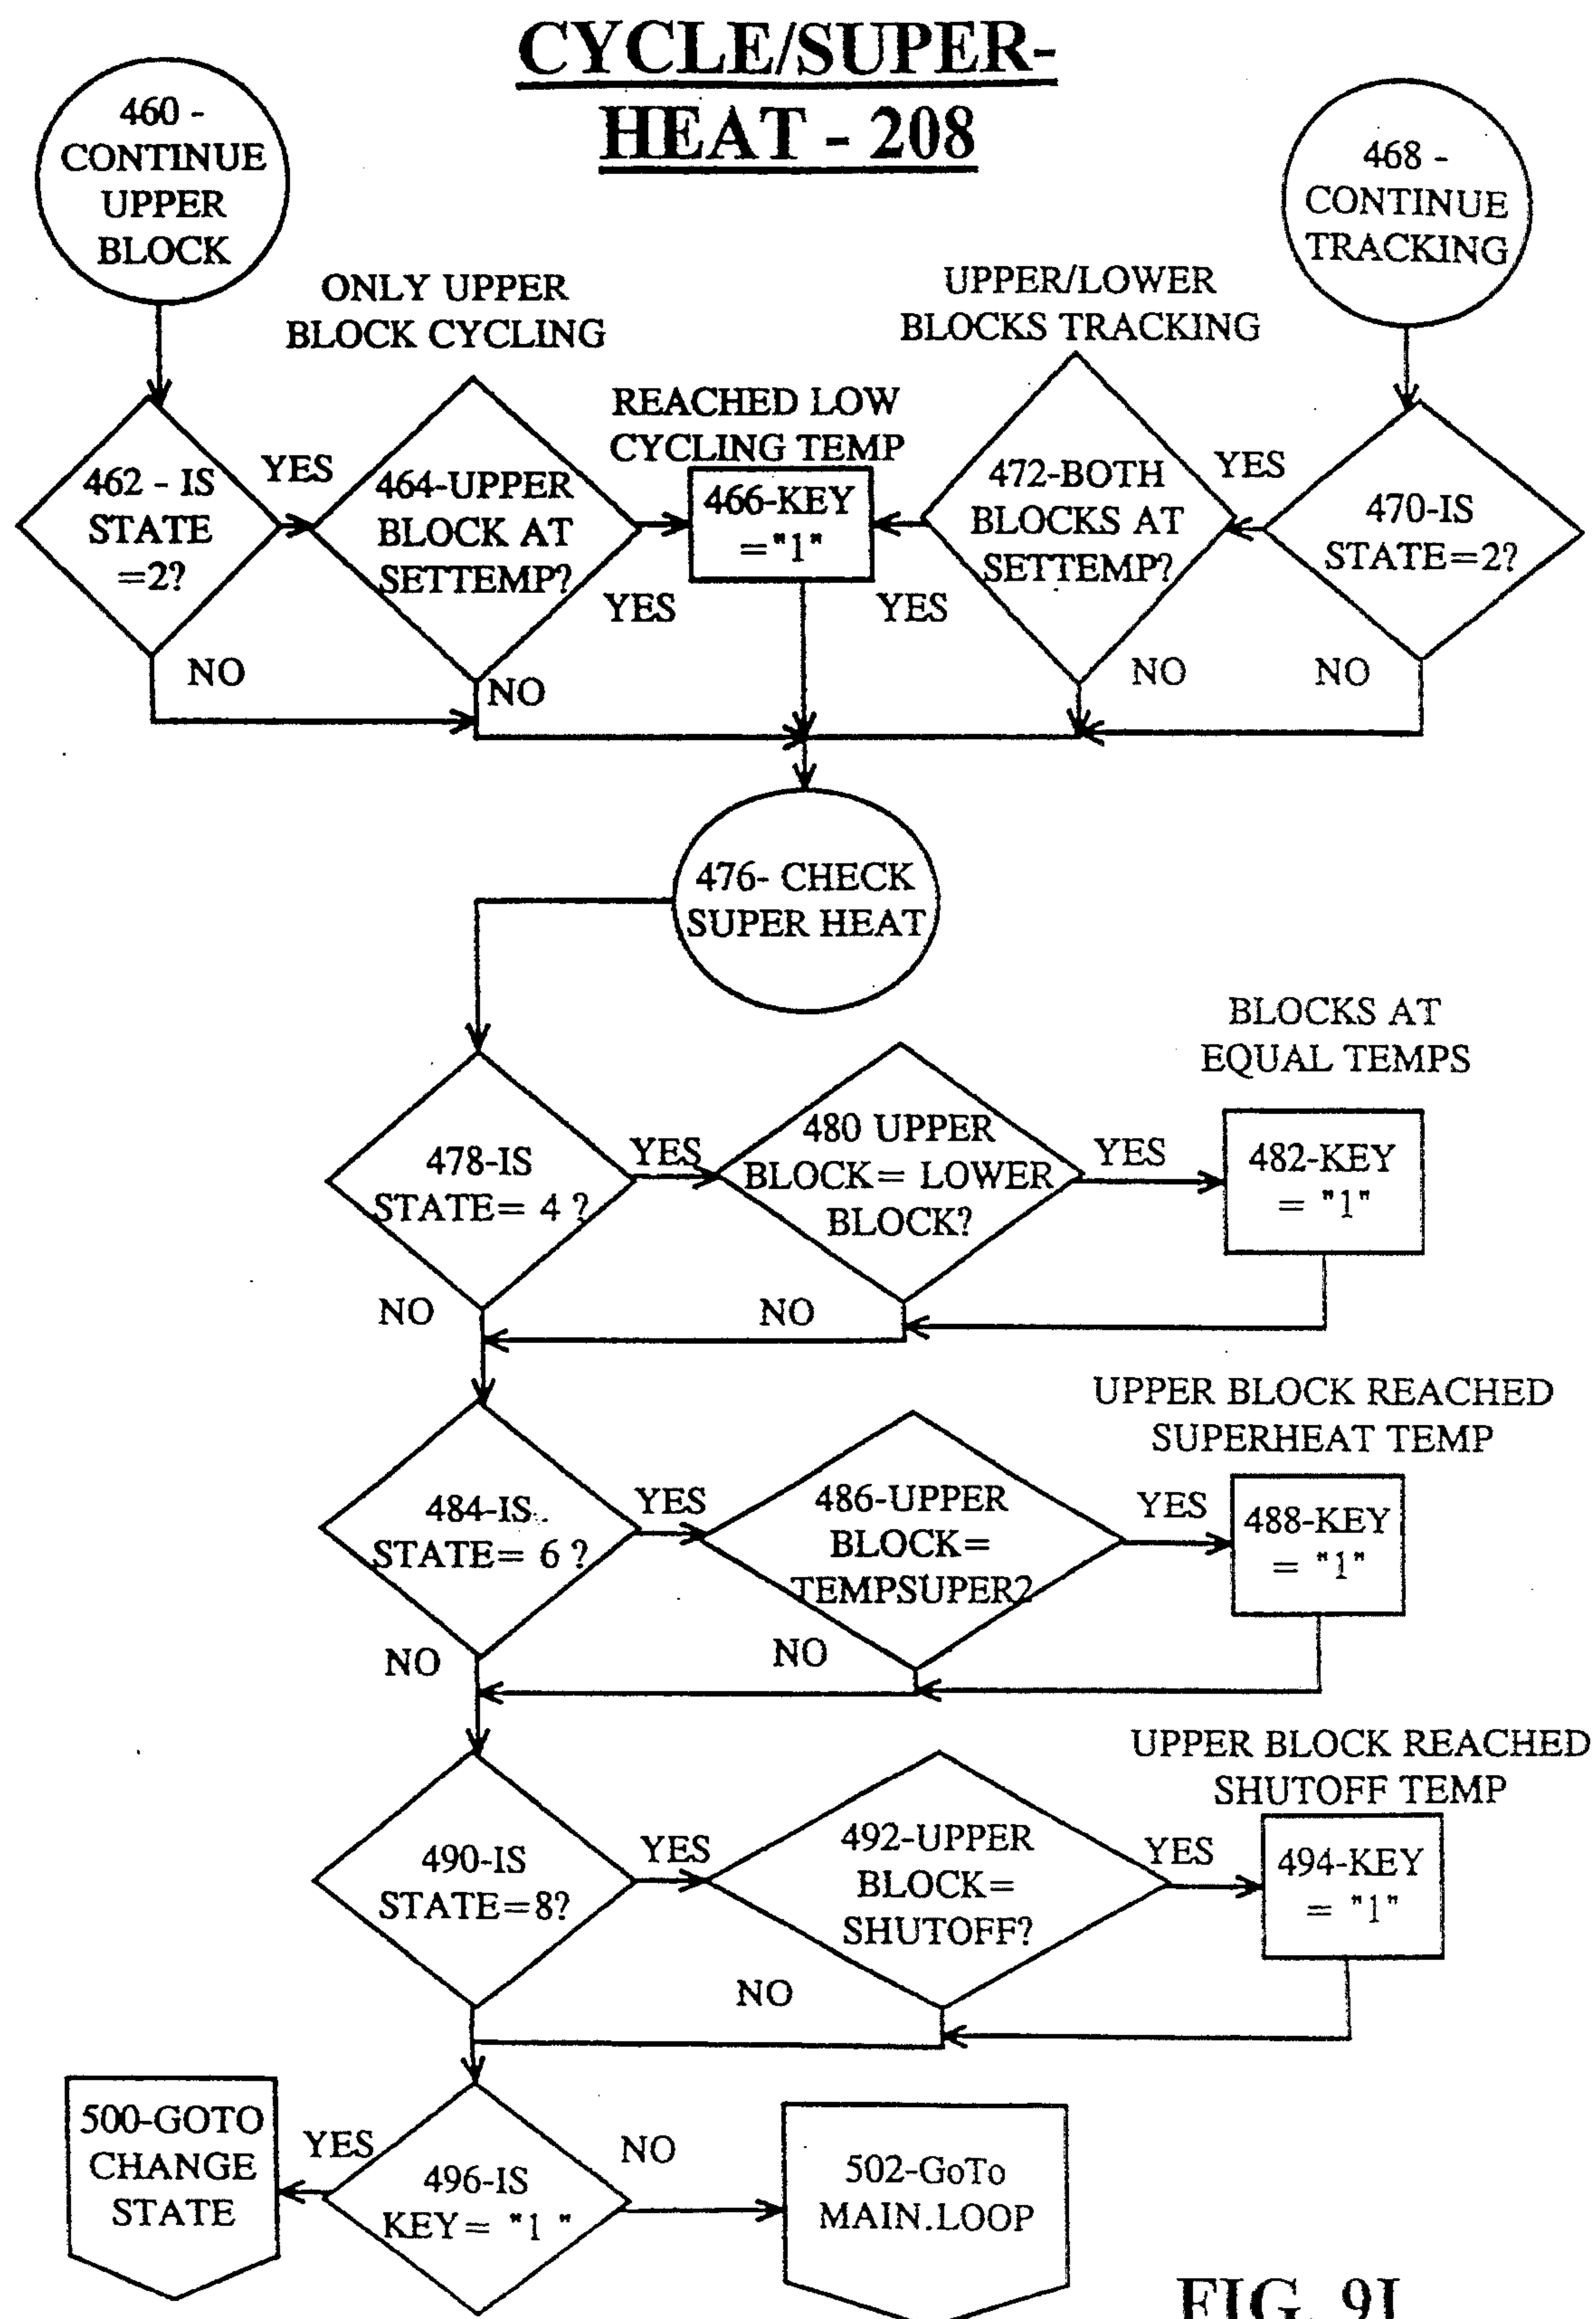 CYCLE/SUPER-
HEAT - 208
460 -
CONTINUE
UPPER
BLOCK
468 -
CONTINUE
TRACKING
ONLY UPPER
BLOCK CYCLING
UPPER/LOWER
BLOCKS TRACKING
REACHED LOW
CYCLING TEMP
462 - IS
STATE
=2?
YES
464-UPPER
BLOCK AT
SETTEMP?
YES
466-KEY
="1"
YES
472-BOTH
BLOCKS AT
SETTEMP?
YES
470-IS
STATE=2?
NO
NO
NO
NO
476- CHECK
SUPER HEAT
BLOCKS AT
EQUAL TEMPS
478-IS
STATE= 4 ?
YES
480 UPPER
BLOCK= LOWER
BLOCK?
YES
482-KEY
= "1"
NO
NO
UPPER BLOCK REACHED
SUPERHEAT TEMP
484-IS
STATE= 6 ?
YES
486-UPPER
BLOCK=
TEMPSUPER2
YES
488-KEY
= "1"
NO
NO
UPPER BLOCK REACHED
SHUTOFF TEMP
490-IS
STATE=8?
YES
492-UPPER
BLOCK=
SHUTOFF?
YES
494-KEY
= "1"
NO
500-GOTO
CHANGE
STATE
YES
496-IS
KEY= "1 "
NO
502-GoTo
MAIN.LOOP
FIG. 9I